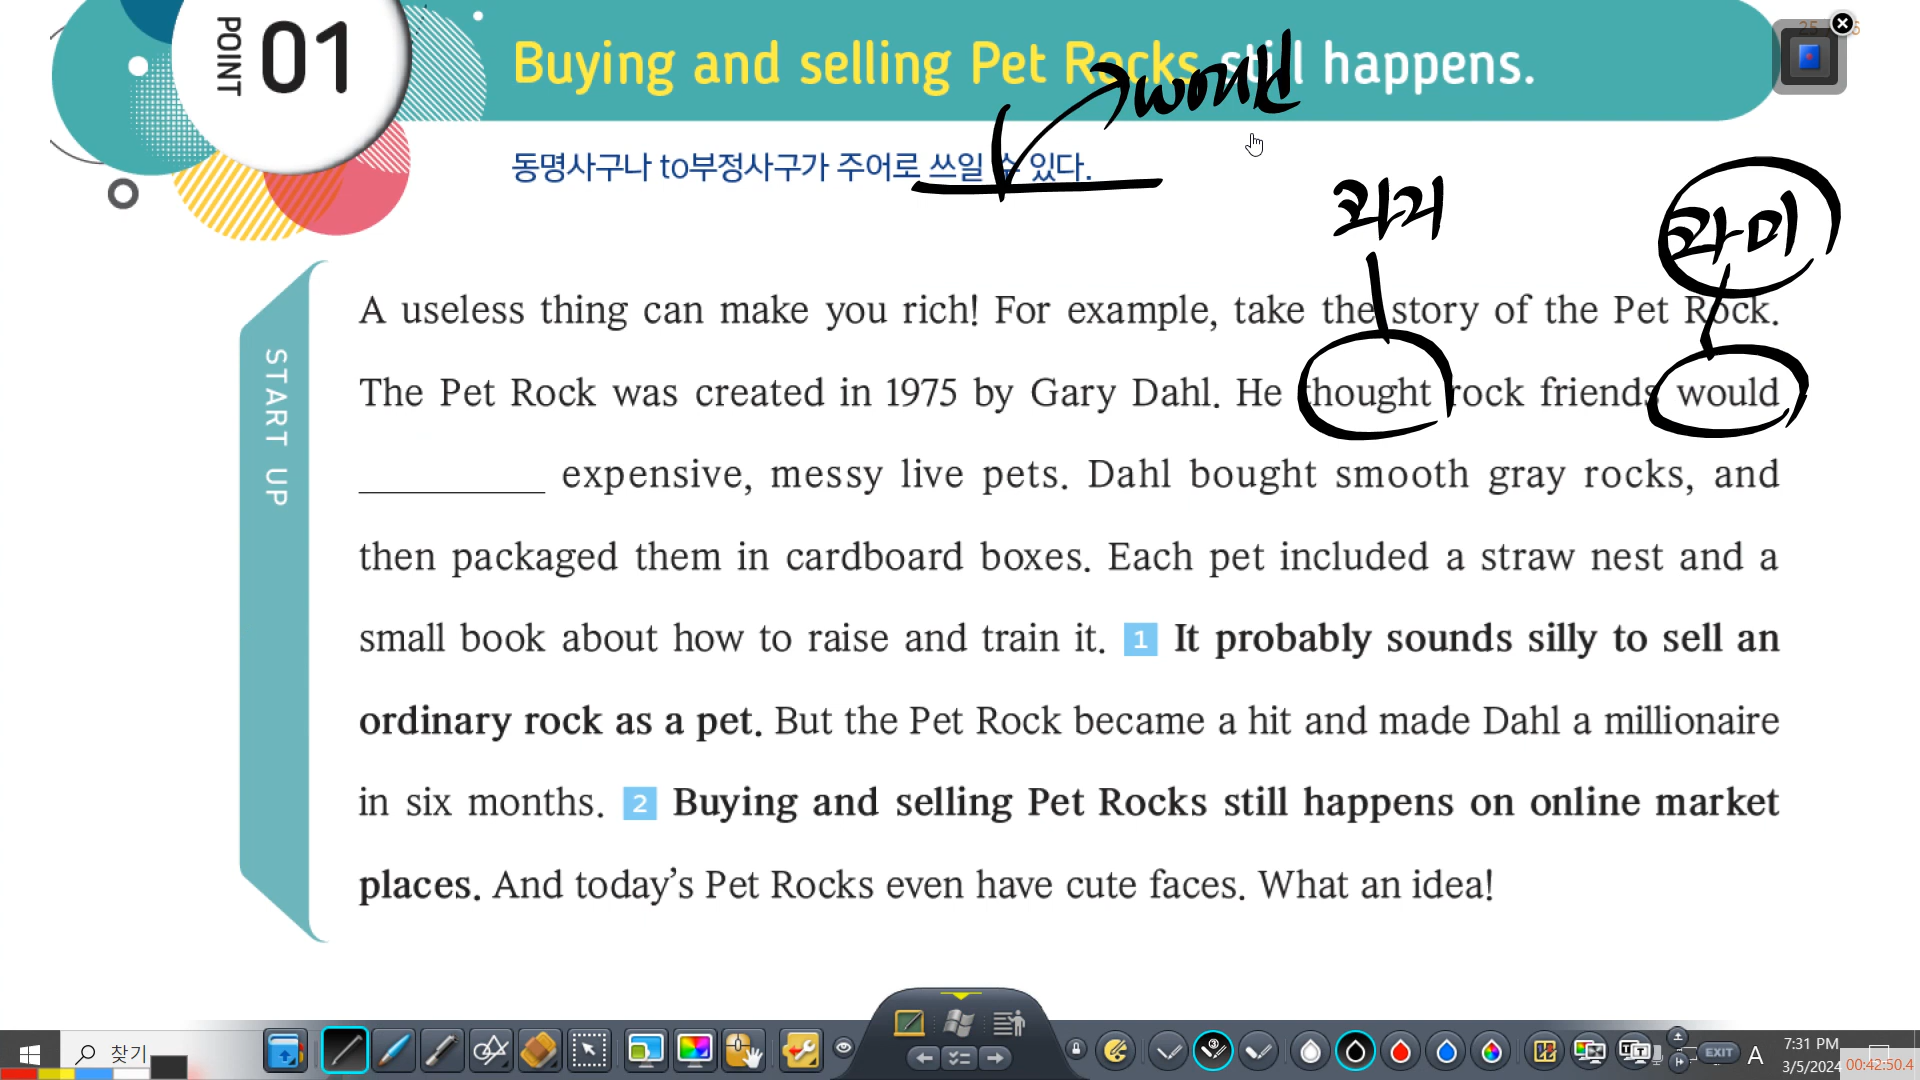 POINT 01
Buying and selling Pet Rocks still happens.
would
동명사구나 to부정사구가 주어로 쓰일 수 있다.
과거
과미
START UP
A useless thing can make you rich! For example, take the story of the Pet Rock.
The Pet Rock was created in 1975 by Gary Dahl. He thought rock friends would
__________ expensive, messy live pets. Dahl bought smooth gray rocks, and
then packaged them in cardboard boxes. Each pet included a straw nest and a
small book about how to raise and train it. 1 It probably sounds silly to sell an
ordinary rock as a pet. But the Pet Rock became a hit and made Dahl a millionaire
in six months. 2 Buying and selling Pet Rocks still happens on online market
places. And today's Pet Rocks even have cute faces. What an idea!
찾기
EXIT
A
7:31 PM
3/5/2024
00:42:50.4